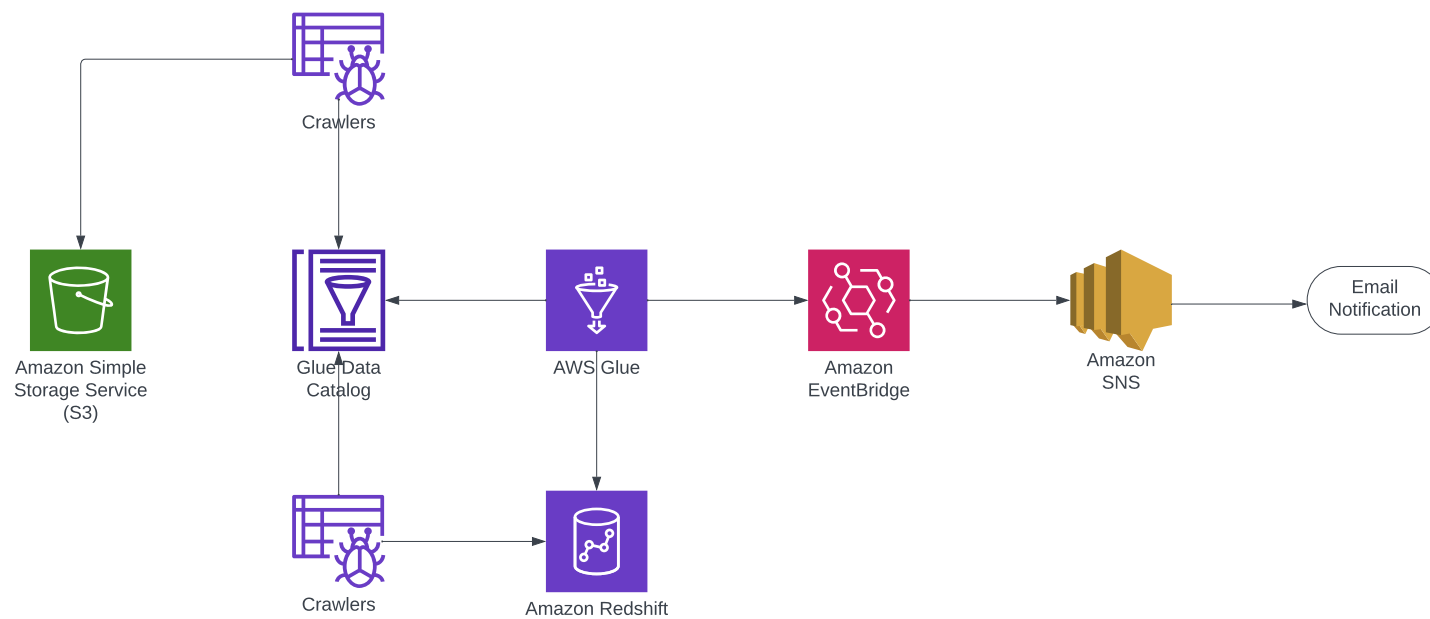 Crawlers
Amazon Simple
Storage Service
(S3)
Glue Data
Catalog
AWS Glue
Amazon
EventBridge
Amazon
SNS
Email
Notification
Crawlers
Amazon Redshift